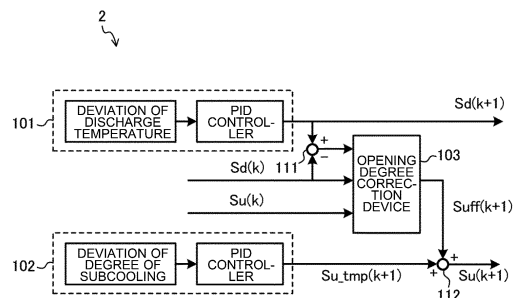 2
101
DEVIATION OF
DISCHARGE
TEMPERATURE
PID
CONTROL-
LER
Sd(k+1)
111
+
−
103
OPENING
DEGREE
CORREC-
TION
DEVICE
Sd(k)
Su(k)
Suff(k+1)
102
DEVIATION OF
DEGREE OF
SUBCOOLING
PID
CONTROL-
LER
Su_tmp(k+1)
+
+
112
Su(k+1)